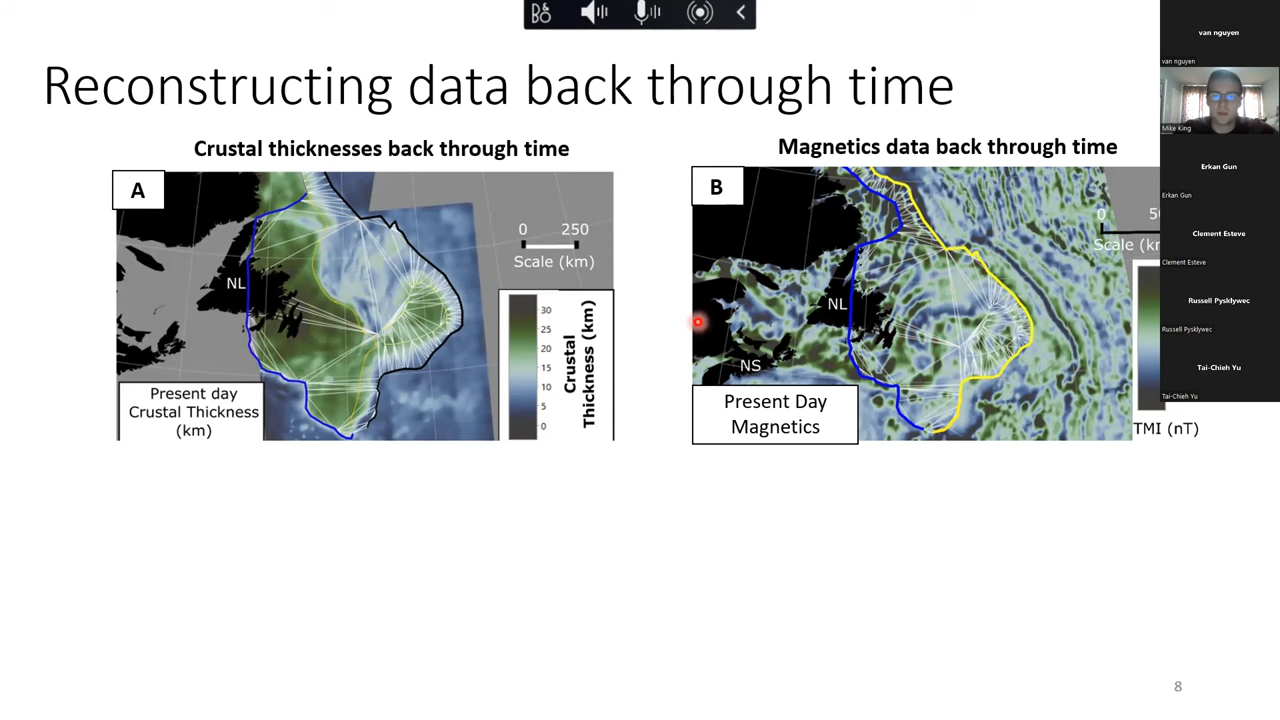 B&O
Reconstructing data back through time
Crustal thicknesses back through time
A
NL
0 250
Scale (km)
30
25
20
15
10
5
0
Crustal
Thickness (km)
Present day
Crustal Thickness
(km)
Magnetics data back through time
B
NL
NS
0 5
Scale (k
Present Day
Magnetics
TMI (nT)
van nguyen
van nguyen
Mike King
Erkan Gun
Erkan Gun
Clement Esteve
Clement Esteve
Russell Pysklywec
Russell Pysklywec
Tai-Chieh Yu
Tai-Chieh Yu
8